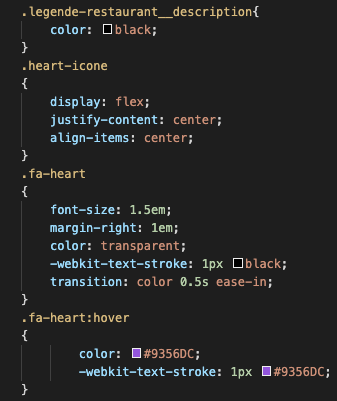 .legende-restaurant__description{
    color: black;
}
.heart-icone
{
    display: flex;
    justify-content: center;
    align-items: center;
}
.fa-heart
{
    font-size: 1.5em;
    margin-right: 1em;
    color: transparent;
    -webkit-text-stroke: 1px black;
    transition: color 0.5s ease-in;
}
.fa-heart:hover
{
        color: #9356DC;
        -webkit-text-stroke: 1px #9356DC;
}